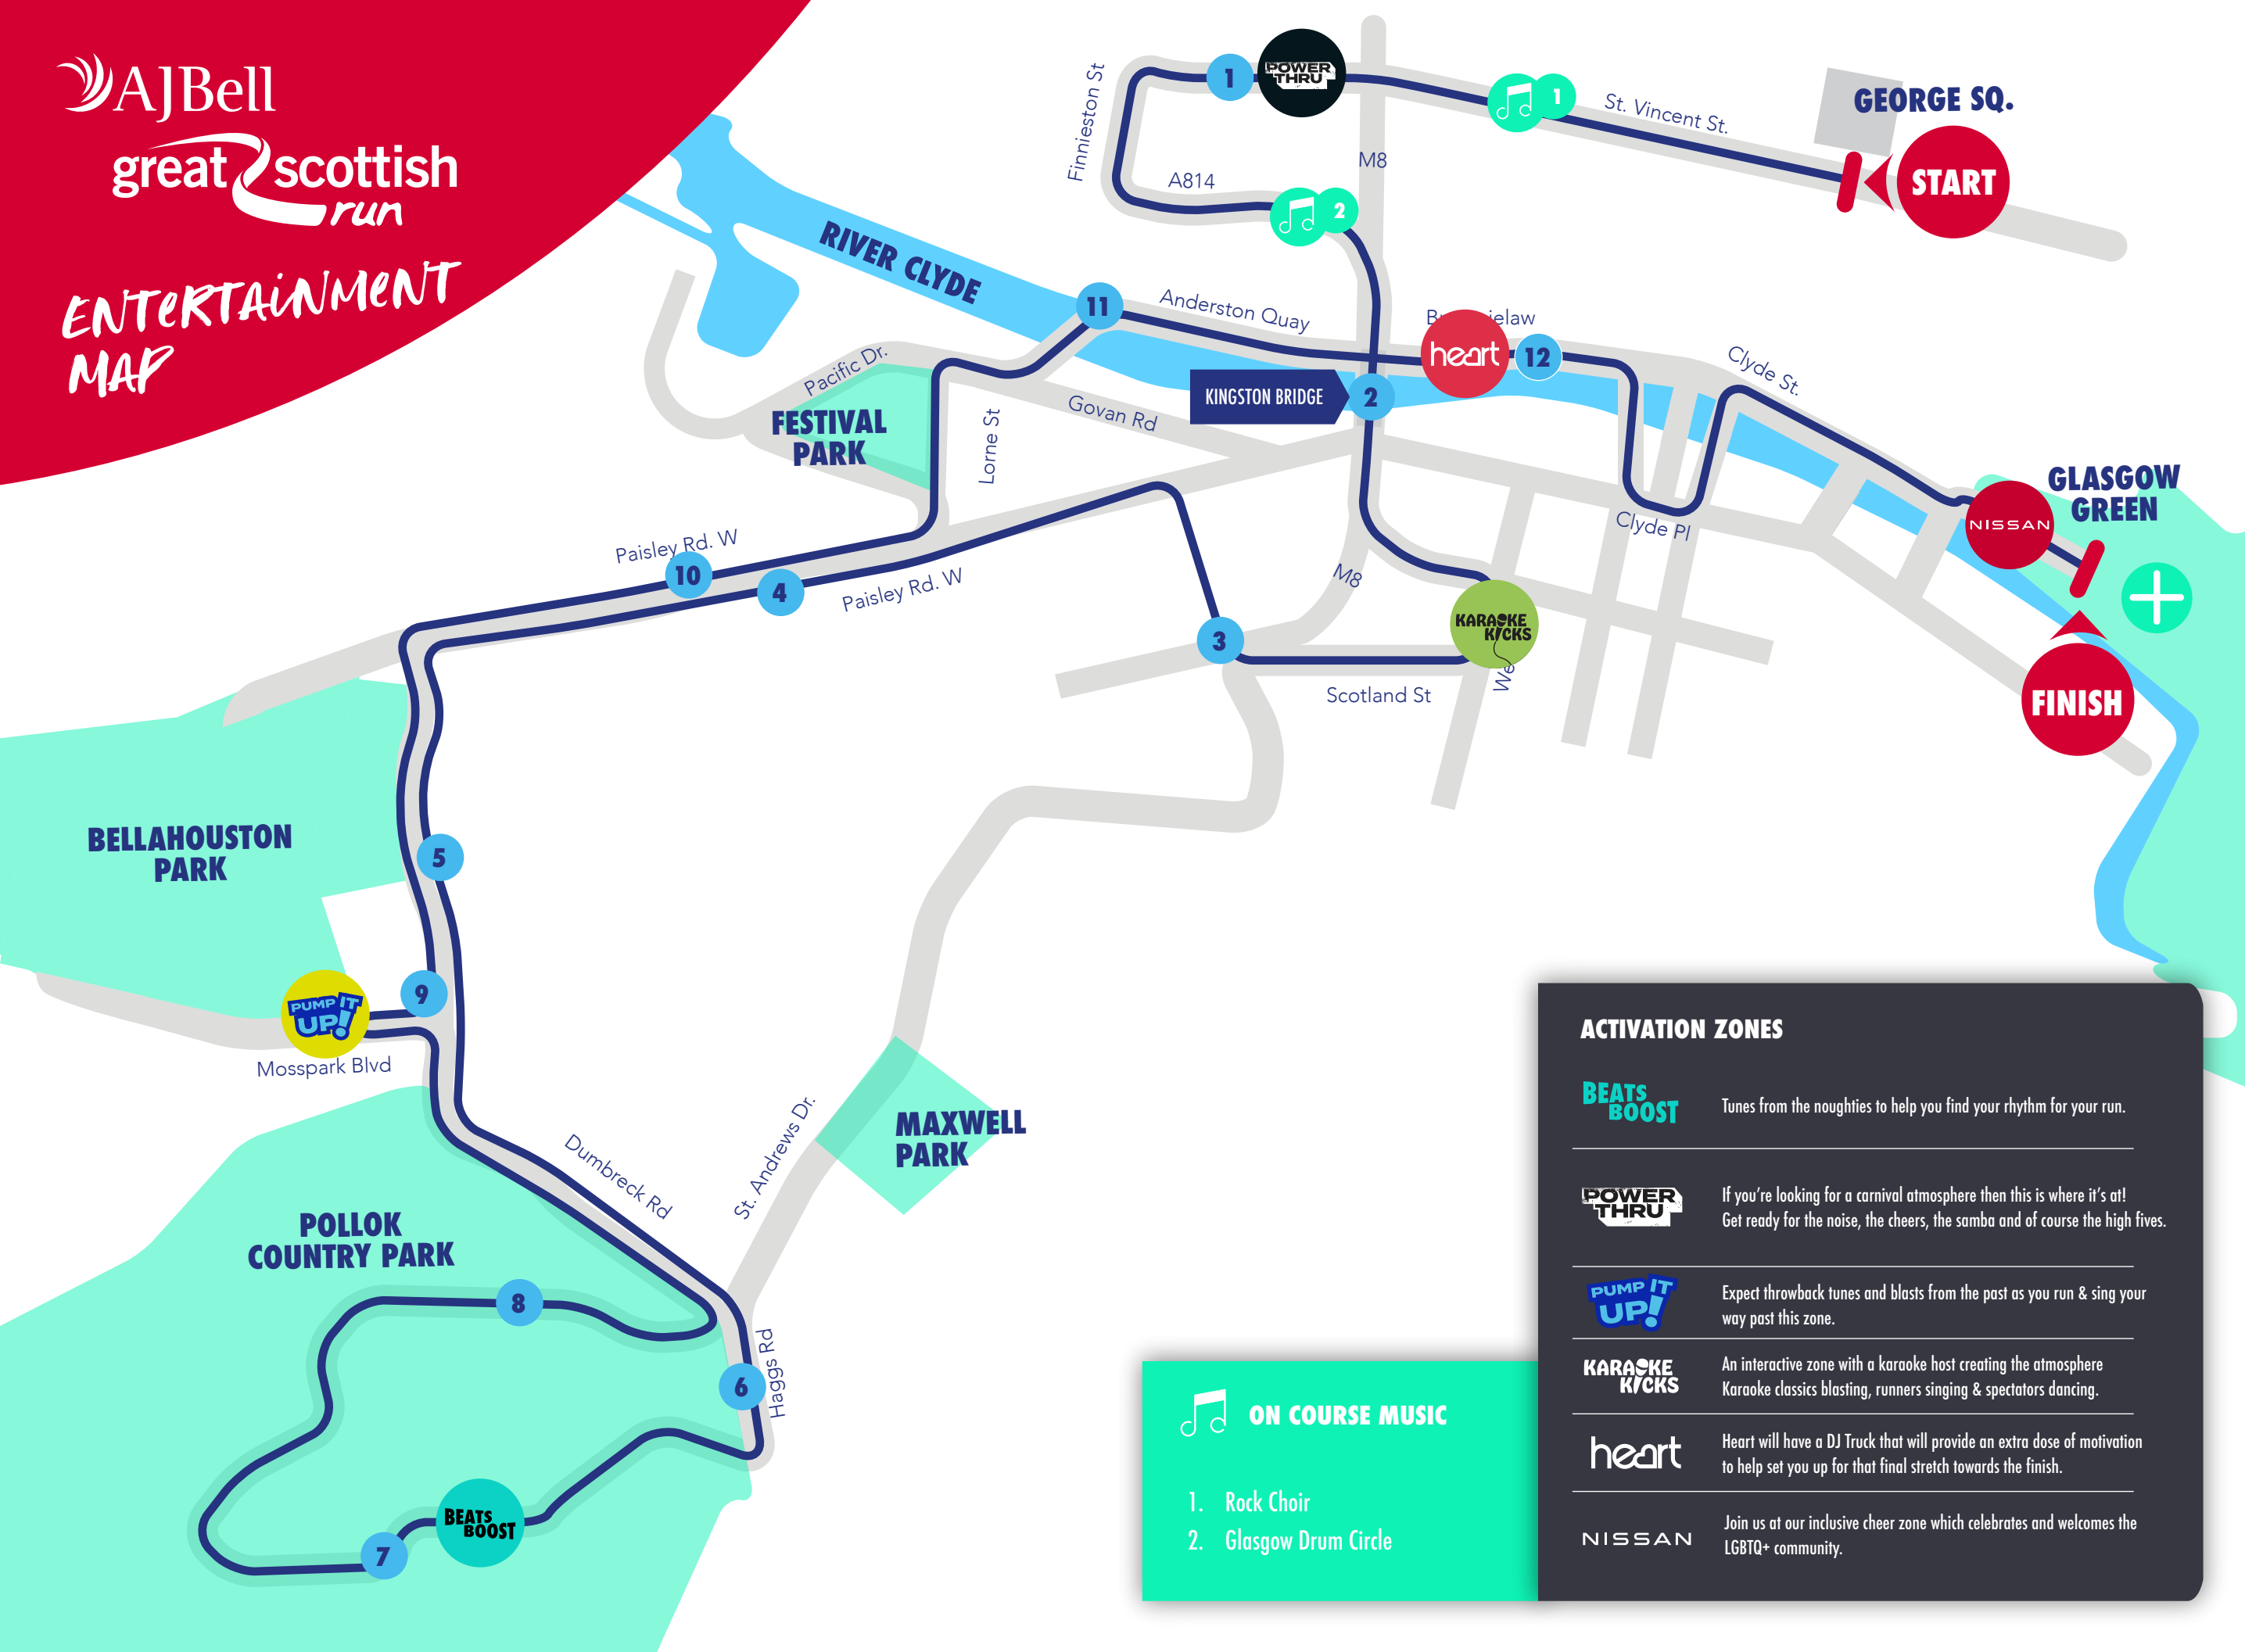 AJBell
great scottish
run
ENTERTAINMENT
MAP
1
POWER
THRU
1
St. Vincent St.
GEORGE SQ.
START
Finnieston St
M8
A814
2
RIVER CLYDE
11
Anderston Quay
heart
12
Clyde St.
Pacific Dr.
KINGSTON BRIDGE
2
FESTIVAL
PARK
Lorne St
Govan Rd
GLASGOW
GREEN
NISSAN
Clyde Pl
Paisley Rd. W
10
4
Paisley Rd. W
M8
3
KARAOKE
KICKS
We
Scotland St
FINISH
BELLAHOUSTON
PARK
5
9
PUMP IT
UP!
Mosspark Blvd
MAXWELL
PARK
Dumbreck Rd
St. Andrews Dr.
POLLOK
COUNTRY PARK
8
6
Haggs Rd
BEATS
BOOST
7
ON COURSE MUSIC
1. Rock Choir
2. Glasgow Drum Circle
ACTIVATION ZONES
BEATS
BOOST
Tunes from the noughties to help you find your rhythm for your run.
POWER
THRU
If you're looking for a carnival atmosphere then this is where it's at!
Get ready for the noise, the cheers, the samba and of course the high fives.
PUMP IT
UP!
Expect throwback tunes and blasts from the past as you run & sing your
way past this zone.
KARAOKE
KICKS
An interactive zone with a karaoke host creating the atmosphere
Karaoke classics blasting, runners singing & spectators dancing.
heart
Heart will have a DJ Truck that will provide an extra dose of motivation
to help set you up for that final stretch towards the finish.
NISSAN
Join us at our inclusive cheer zone which celebrates and welcomes the
LGBTQ+ community.